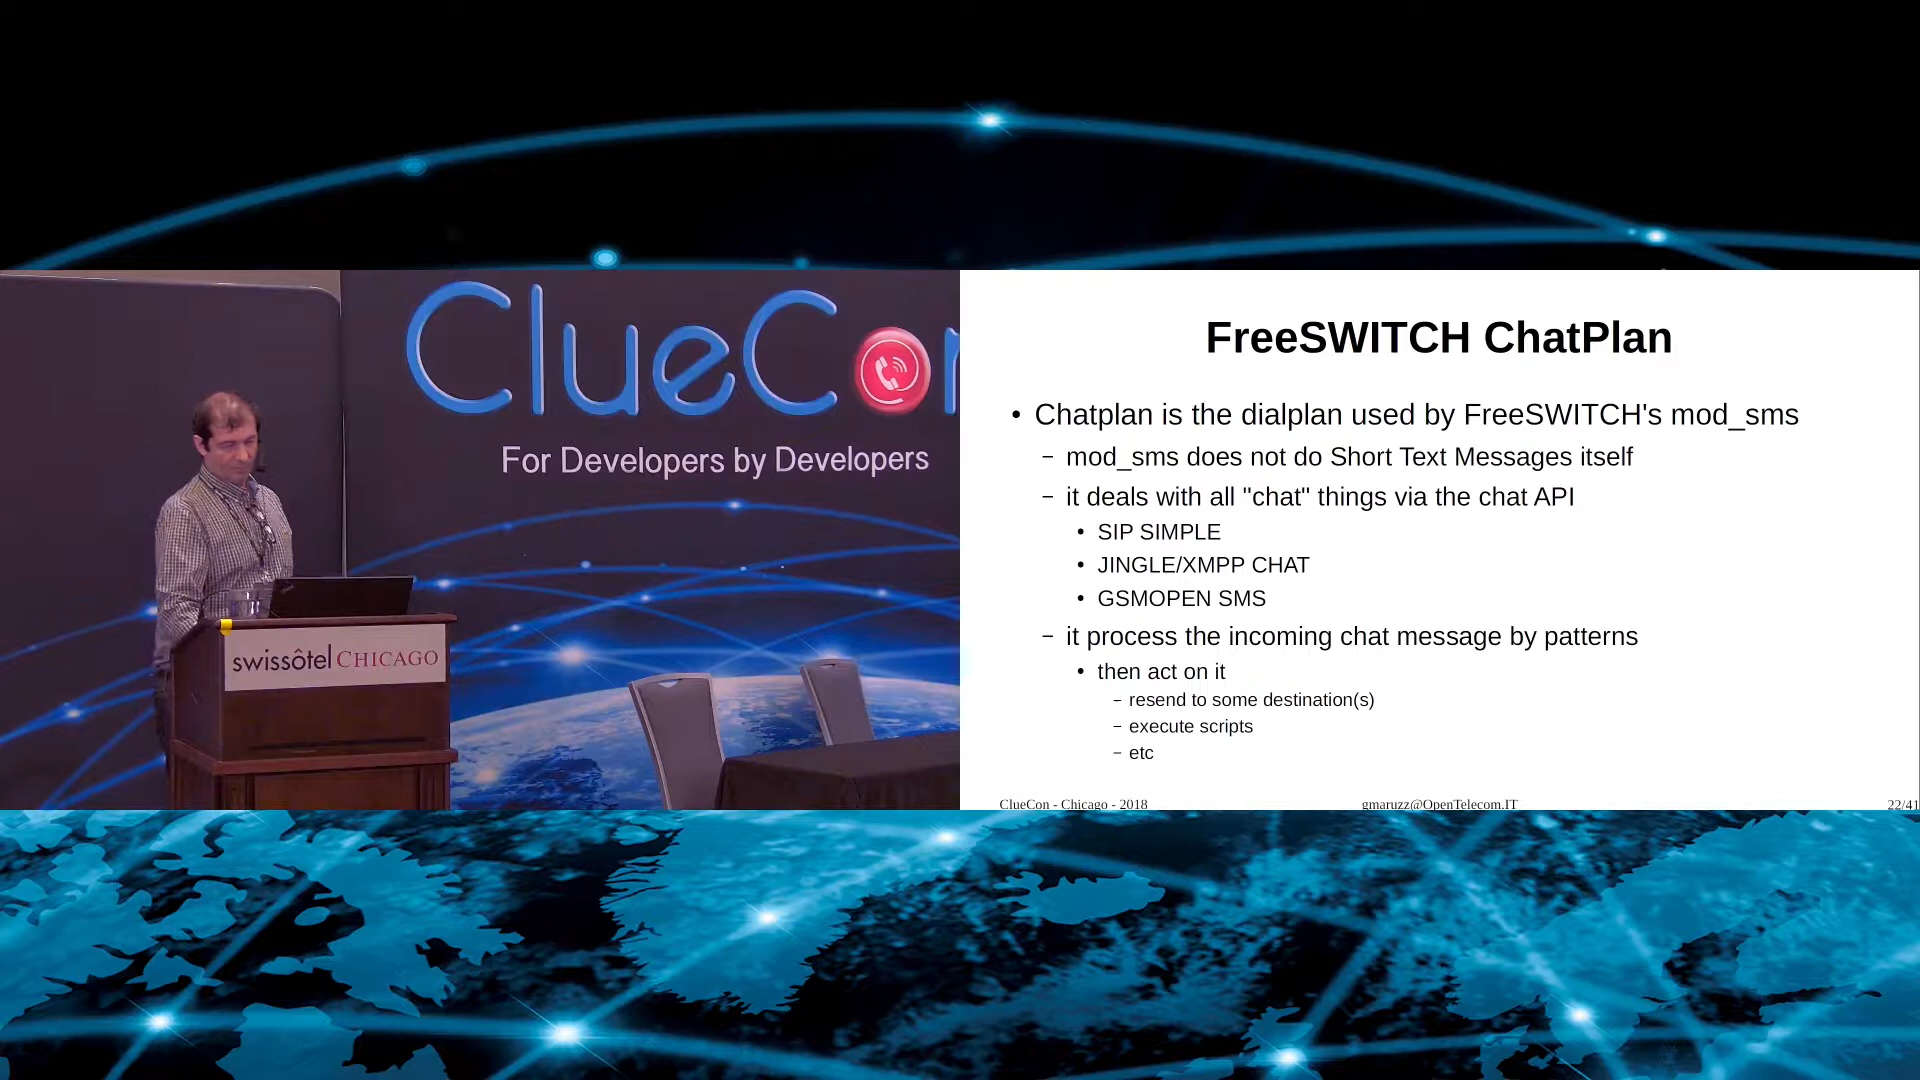 ClueCon
For Developers by Developers
swissôtel CHICAGO
FreeSWITCH ChatPlan
• Chatplan is the dialplan used by FreeSWITCH's mod_sms
– mod_sms does not do Short Text Messages itself
– it deals with all "chat" things via the chat API
• SIP SIMPLE
• JINGLE/XMPP CHAT
• GSMOPEN SMS
– it process the incoming chat message by patterns
• then act on it
– resend to some destination(s)
– execute scripts
– etc
ClueCon - Chicago - 2018 gmaruzz@OpenTelecom.IT 22/41